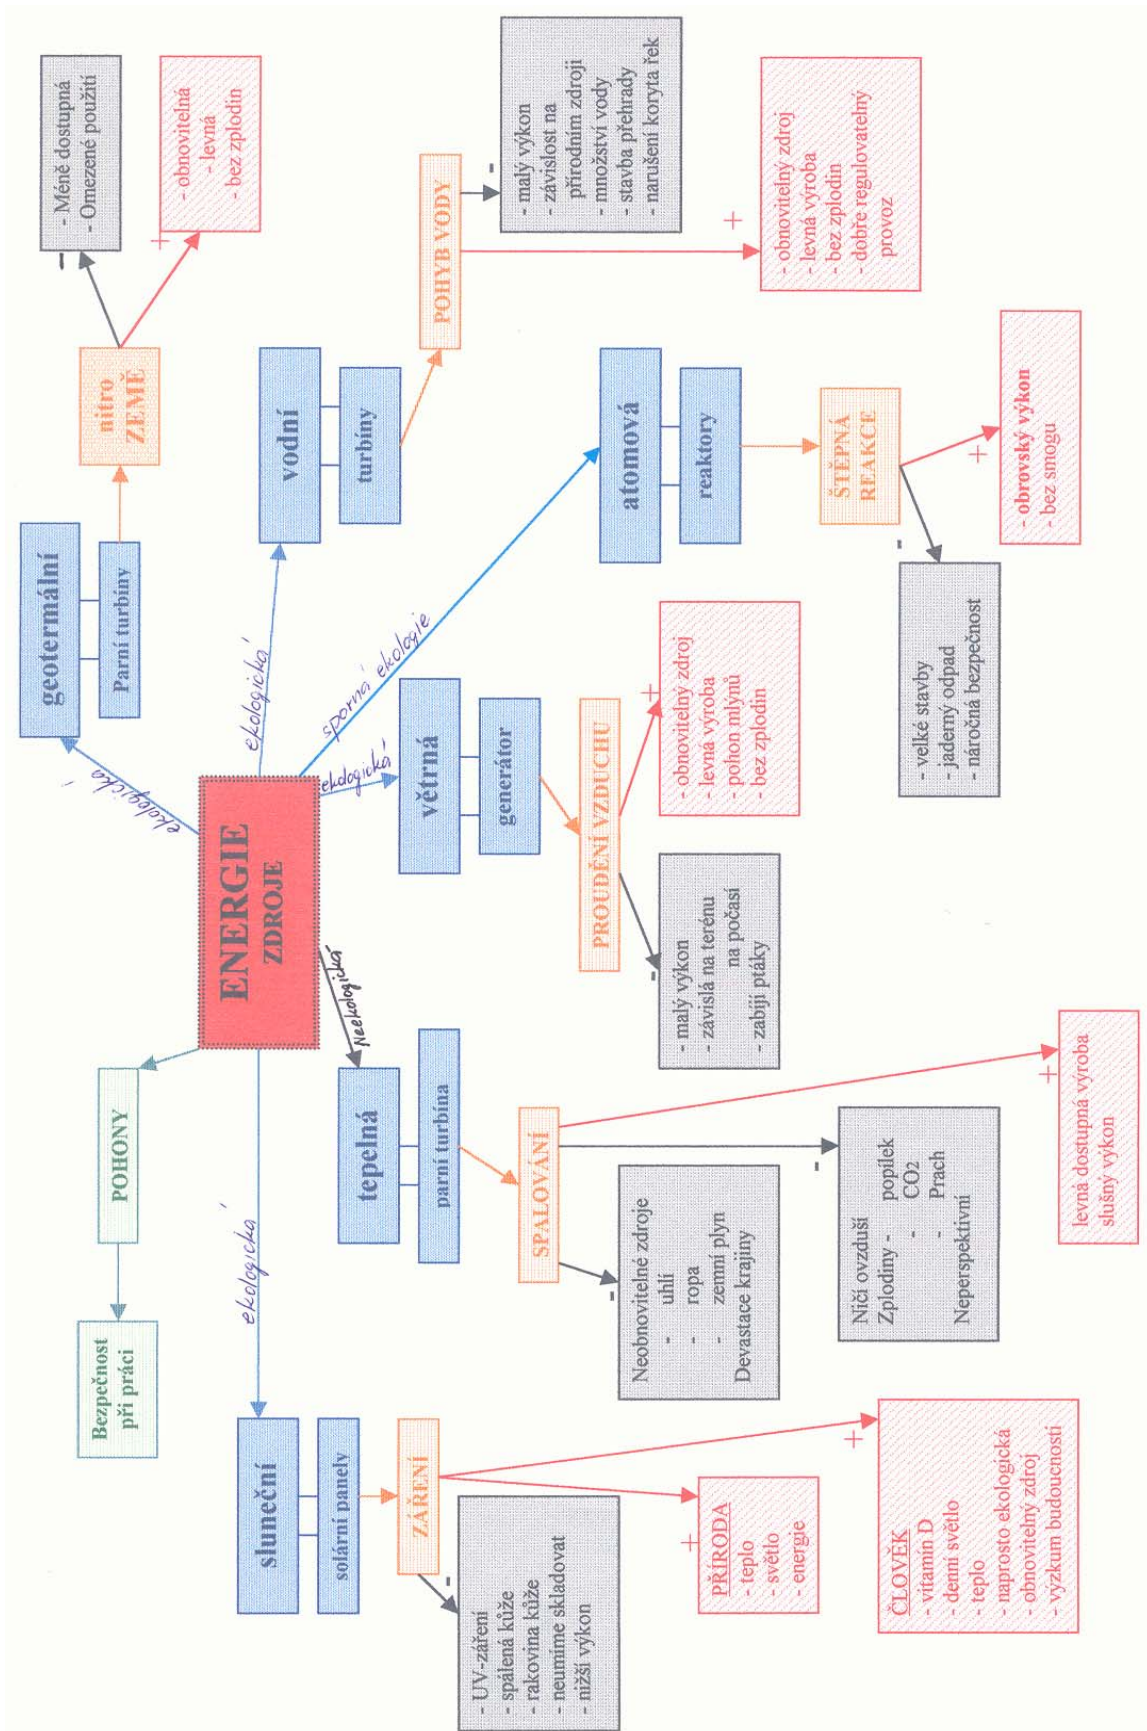 ENERGIE
ZDROJE
POHONY
Bezpečnost
při práci
ekologická
sluneční
solární panely
ZÁŘENÍ
-
- UV-záření
- spálená kůže
- rakovina kůže
- neumíme skladovat
- nižší výkon
+
PŘÍRODA
- teplo
- světlo
- energie
+
ČLOVĚK
- vitamín D
- denní světlo
- teplo
- naprosto ekologická
- obnovitelný zdroj
- výzkum budoucnosti
Neekologická
tepelná
parní turbína
SPALOVÁNÍ
-
Neobnovitelné zdroje
- uhlí
- ropa
- zemní plyn
Devastace krajiny
-
Ničí ovzduší
Zplodiny - popílek
- CO2
- Prach
Neperspektivní
+
levná dostupná výroba
slušný výkon
ekologická
větrná
generátor
PROUDĚNÍ VZDUCHU
-
- malý výkon
- závislá na terénu
na počasí
- zabíjí ptáky
+
- obnovitelný zdroj
- levná výroba
- pohon mlýnů
- bez zplodin
sporná ekologie
atomová
reaktory
ŠTĚPNÁ
REAKCE
-
- velké stavby
- jaderný odpad
- náročná bezpečnost
+
- obrovský výkon
- bez smogu
ekologická
vodní
turbíny
POHYB VODY
-
- malý výkon
- závislost na
přírodním zdroji
- množství vody
- stavba přehrady
- narušení koryta řek
+
- obnovitelný zdroj
- levná výroba
- bez zplodin
- dobře regulovatelný
provoz
ekologická
geotermální
Parní turbíny
nitro
ZEMĚ
-
- Méně dostupná
- Omezené použití
+
- obnovitelná
- levná
- bez zplodin